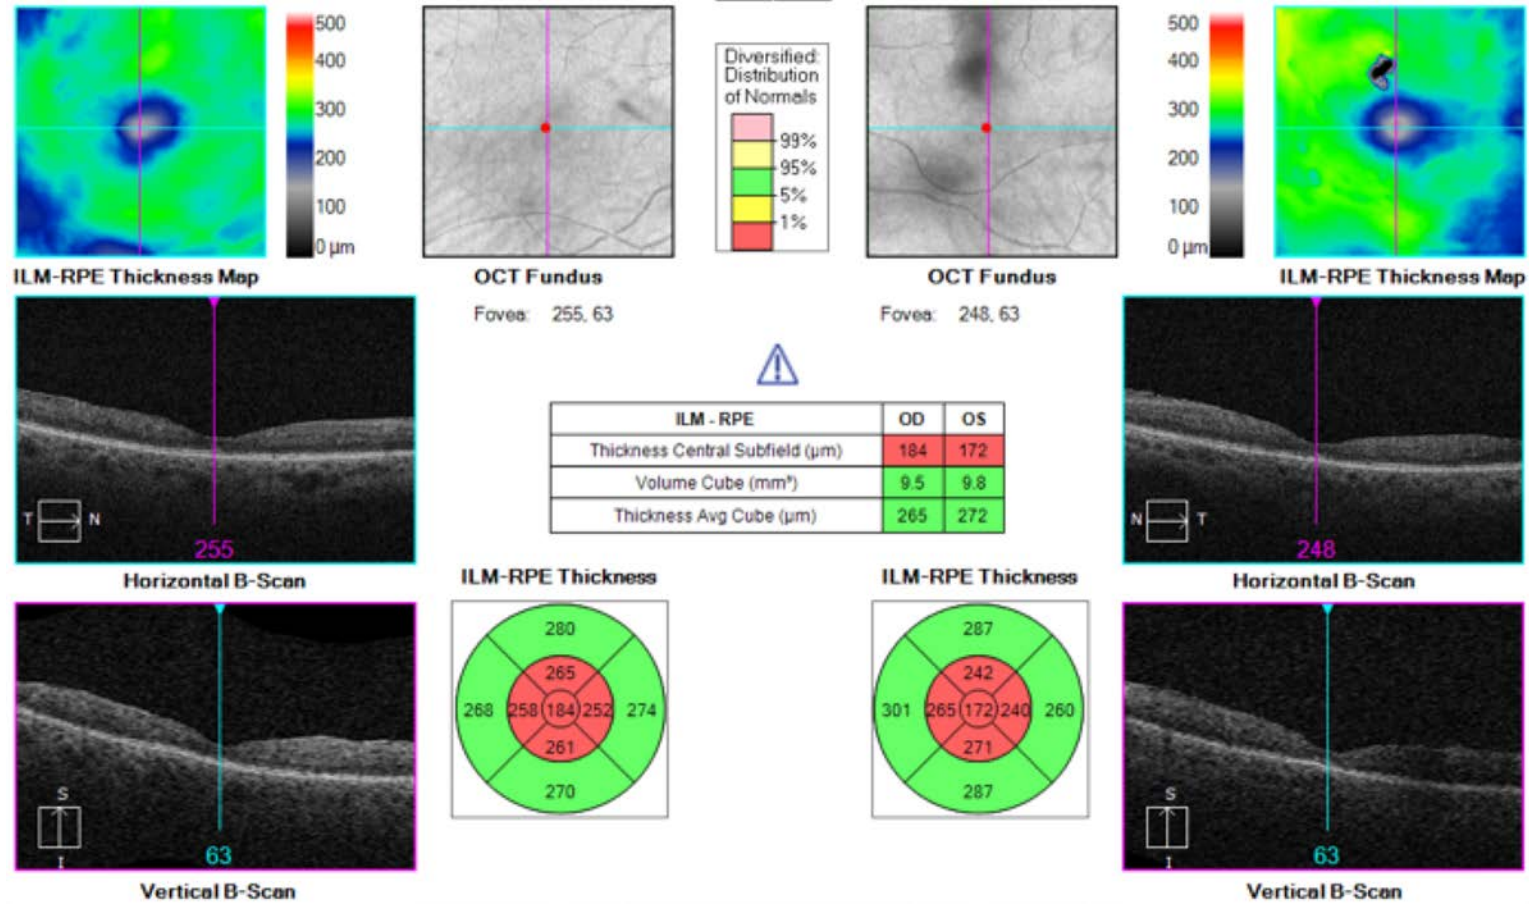 500
400
300
200
100
0 µm
ILM-RPE Thickness Map
OCT Fundus
Fovea: 255, 63
Diversified:
Distribution
of Normals
99%
95%
5%
1%
OCT Fundus
Fovea: 248, 63
500
400
300
200
100
0 µm
ILM-RPE Thickness Map
T N
255
Horizontal B-Scan
ILM - RPE OD OS
Thickness Central Subfield (µm) 184 172
Volume Cube (mm³) 9.5 9.8
Thickness Avg Cube (µm) 265 272
N T
248
Horizontal B-Scan
S
I
63
Vertical B-Scan
ILM-RPE Thickness
280
265
268 258 184 252 274
261
270
ILM-RPE Thickness
287
242
301 265 172 240 260
271
287
S
I
63
Vertical B-Scan